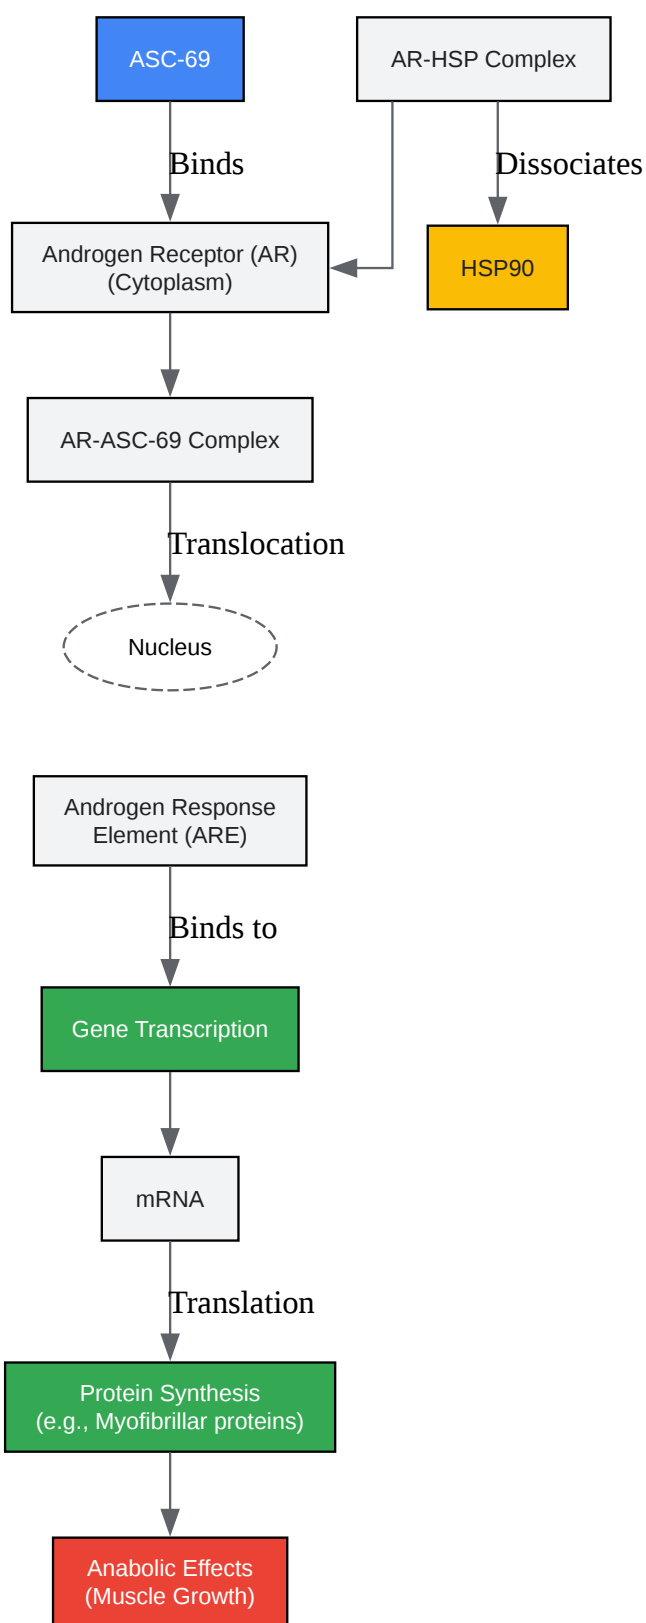 ASC-69
AR-HSP Complex
Binds
Dissociates
Androgen Receptor (AR)
(Cytoplasm)
HSP90
AR-ASC-69 Complex
Translocation
Nucleus
Androgen Response
Element (ARE)
Binds to
Gene Transcription
mRNA
Translation
Protein Synthesis
(e.g., Myofibrillar proteins)
Anabolic Effects
(Muscle Growth)